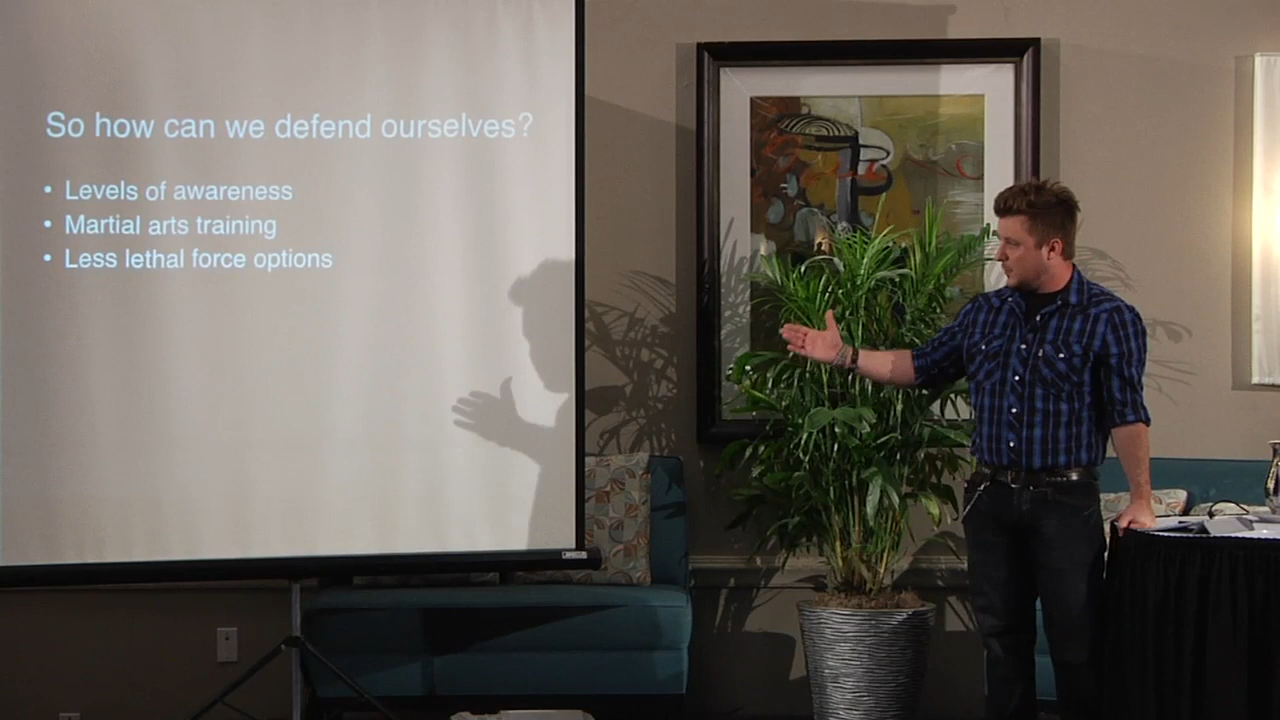 So how can we defend ourselves?
• Levels of awareness
• Martial arts training
• Less lethal force options